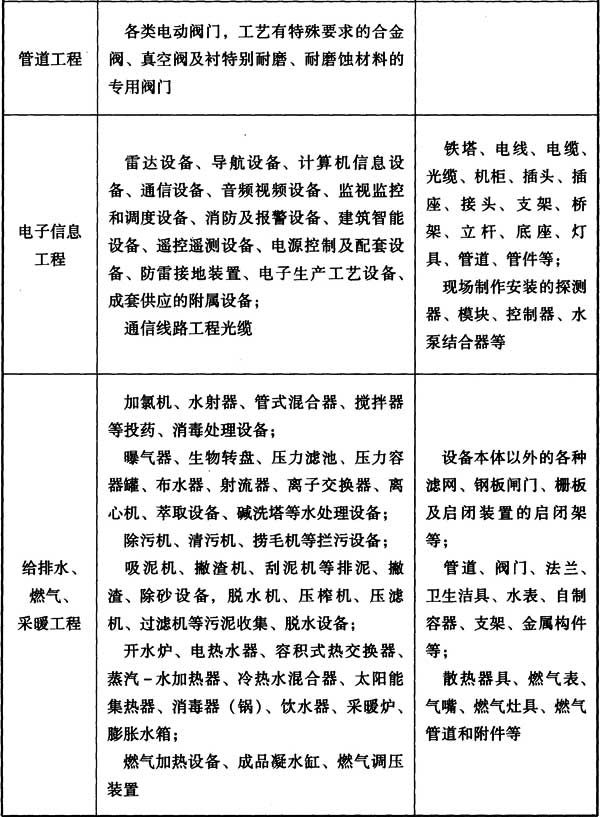 管道工程
各类电动阀门，工艺有特殊要求的合金
阀、真空阀及衬特别耐磨、耐腐蚀材料的
专用阀门
电子信息
工程
雷达设备、导航设备、计算机信息设
备、通信设备、音频视频设备、监视监控
和调度设备、消防及报警设备、建筑智能
设备、遥控遥测设备、电源控制及配套设
备、防雷接地装置、电子生产工艺设备、
成套供应的附属设备；
通信线路工程光缆
铁塔、电线、电缆、
光缆、机柜、插头、插
座、接头、支架、桥
架、立杆、底座、灯
具、管道、管件等；
现场制作安装的探测
器、模块、控制器、水
泵结合器等
给排水、
燃气、
采暖工程
加氯机、水射器、管式混合器、搅拌器
等投药、消毒处理设备；
曝气器、生物转盘、压力滤池、压力容
器罐、布水器、射流器、离子交换器、离
心机、萃取设备、碱洗塔等水处理设备；
除污机、清污机、捞毛机等拦污设备；
吸泥机、撇渣机、刮泥机等排泥、撇
渣、除砂设备，脱水机、压榨机、压滤
机、过滤机等污泥收集、脱水设备；
开水炉、电热水器、容积式热交换器、
蒸汽－水加热器、冷热水混合器、太阳能
集热器、消毒器（锅）、饮水器、采暖炉、
膨胀水箱；
燃气加热设备、成品凝水缸、燃气调压
装置
设备本体以外的各种
滤网、钢板闸门、栅板
及启闭装置的启闭架
等；
管道、阀门、法兰、
卫生洁具、水表、自制
容器、支架、金属构件
等；
散热器具、燃气表、
气嘴、燃气灶具、燃气
管道和附件等